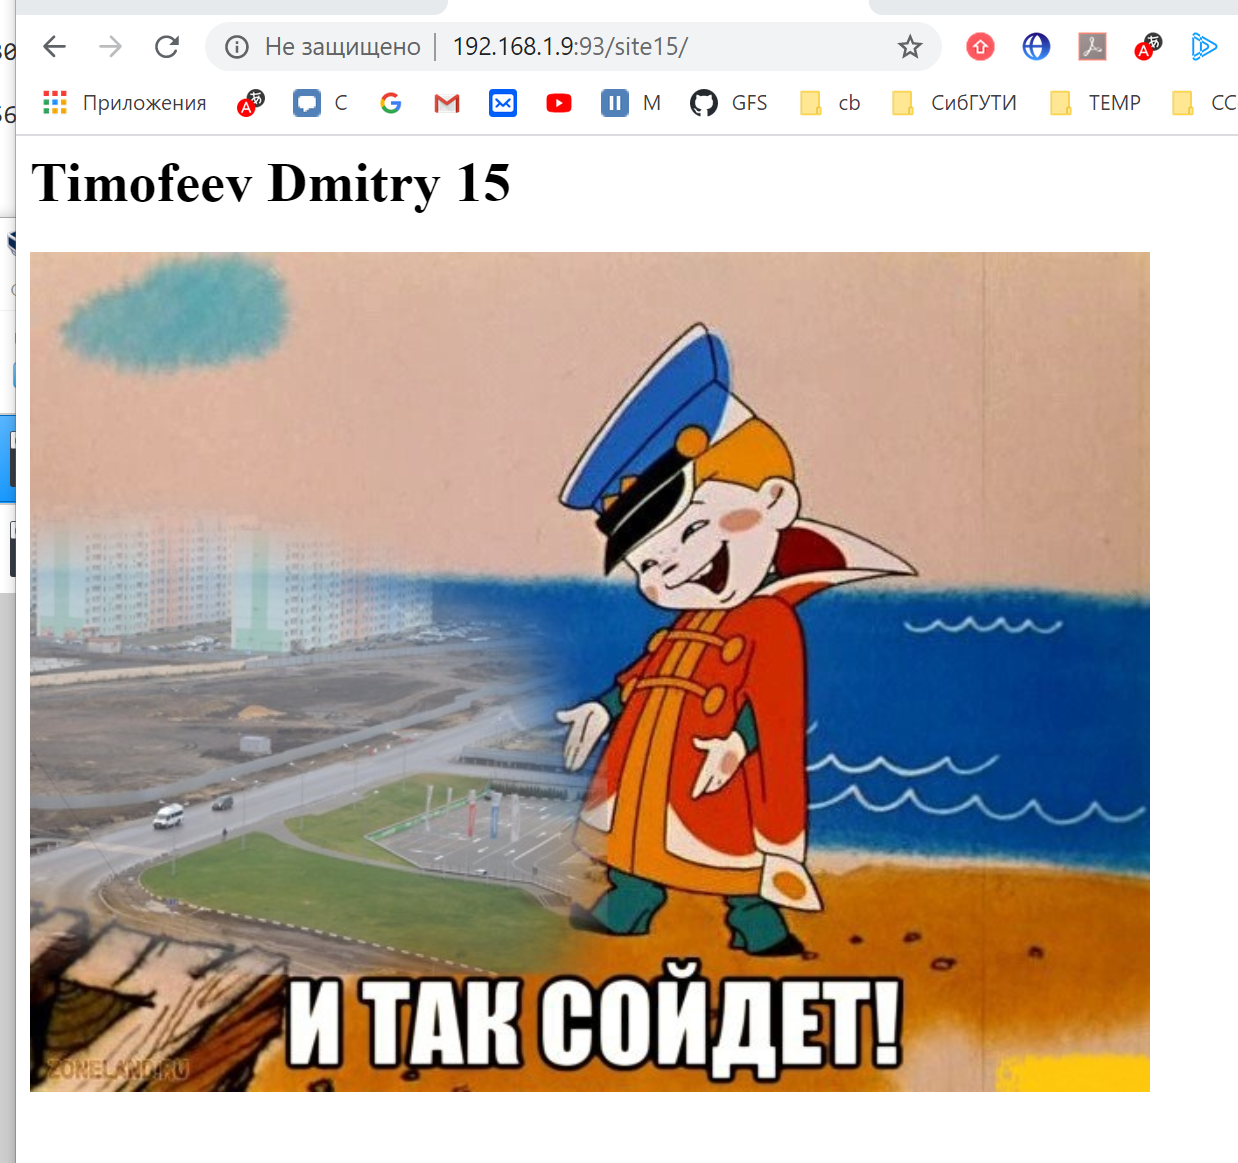 Не защищено 192.168.1.9:93/site15/
Приложения С М GFS cb СибГУТИ TEMP
Timofeev Dmitry 15
И ТАК СОЙДЕТ!
ZONELAND.RU